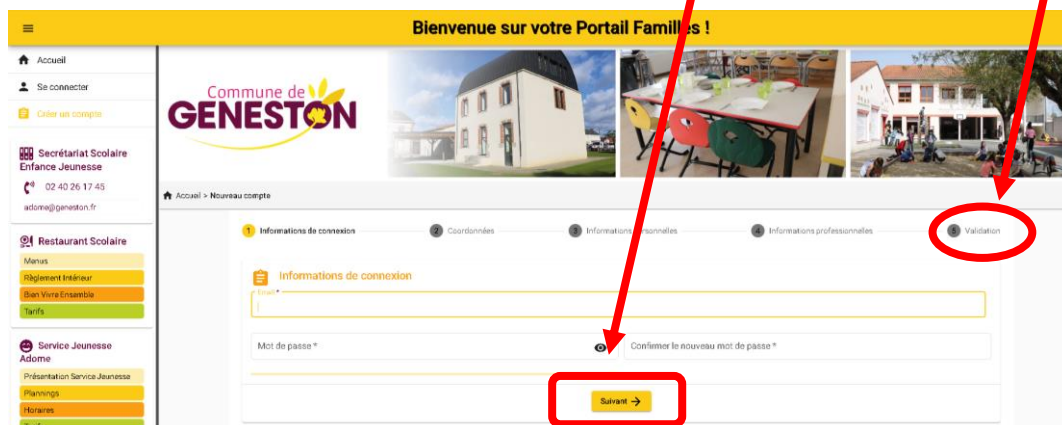 Bienvenue sur votre Portail Familles !
Accueil
Se connecter
Créer un compte
Secrétariat Scolaire
Enfance Jeunesse
02 40 26 17 45
adome@geneston.fr
Restaurant Scolaire
Menus
Règlement Intérieur
Bien Vivre Ensemble
Tarifs
Service Jeunesse
Adome
Présentation Service Jeunesse
Plannings
Horaires
Commune de
GENESTON
Accueil > Nouveau compte
1 Informations de connexion
2 Coordonnées
3 Informations personnelles
4 Informations professionnelles
5 Validation
Informations de connexion
Email *
Mot de passe *
Confirmer le nouveau mot de passe *
Suivant →